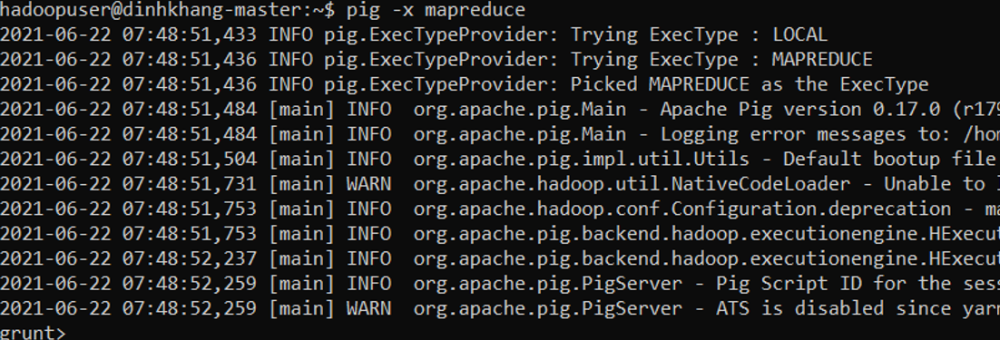 hadoopuser@dinhkhang-master:~$ pig -x mapreduce
2021-06-22 07:48:51,433 INFO pig.ExecTypeProvider: Trying ExecType : LOCAL
2021-06-22 07:48:51,436 INFO pig.ExecTypeProvider: Trying ExecType : MAPREDUCE
2021-06-22 07:48:51,436 INFO pig.ExecTypeProvider: Picked MAPREDUCE as the ExecType
2021-06-22 07:48:51,484 [main] INFO  org.apache.pig.Main - Apache Pig version 0.17.0 (r179
2021-06-22 07:48:51,484 [main] INFO  org.apache.pig.Main - Logging error messages to: /hom
2021-06-22 07:48:51,504 [main] INFO  org.apache.pig.impl.util.Utils - Default bootup file
2021-06-22 07:48:51,731 [main] WARN  org.apache.hadoop.util.NativeCodeLoader - Unable to l
2021-06-22 07:48:51,753 [main] INFO  org.apache.hadoop.conf.Configuration.deprecation - ma
2021-06-22 07:48:51,753 [main] INFO  org.apache.pig.backend.hadoop.executionengine.HExecut
2021-06-22 07:48:52,237 [main] INFO  org.apache.pig.backend.hadoop.executionengine.HExecut
2021-06-22 07:48:52,259 [main] INFO  org.apache.pig.PigServer - Pig Script ID for the sess
2021-06-22 07:48:52,259 [main] WARN  org.apache.pig.PigServer - ATS is disabled since yarn
grunt>